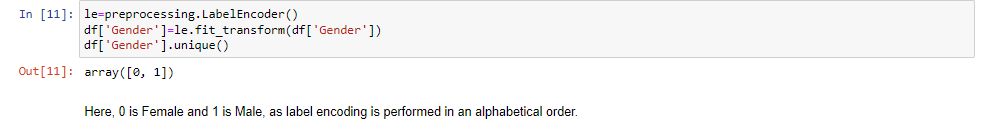 In [11]: le=preprocessing.LabelEncoder()
df['Gender']=le.fit_transform(df['Gender'])
df['Gender'].unique()
Out[11]: array([0, 1])
Here, 0 is Female and 1 is Male, as label encoding is performed in an alphabetical order.